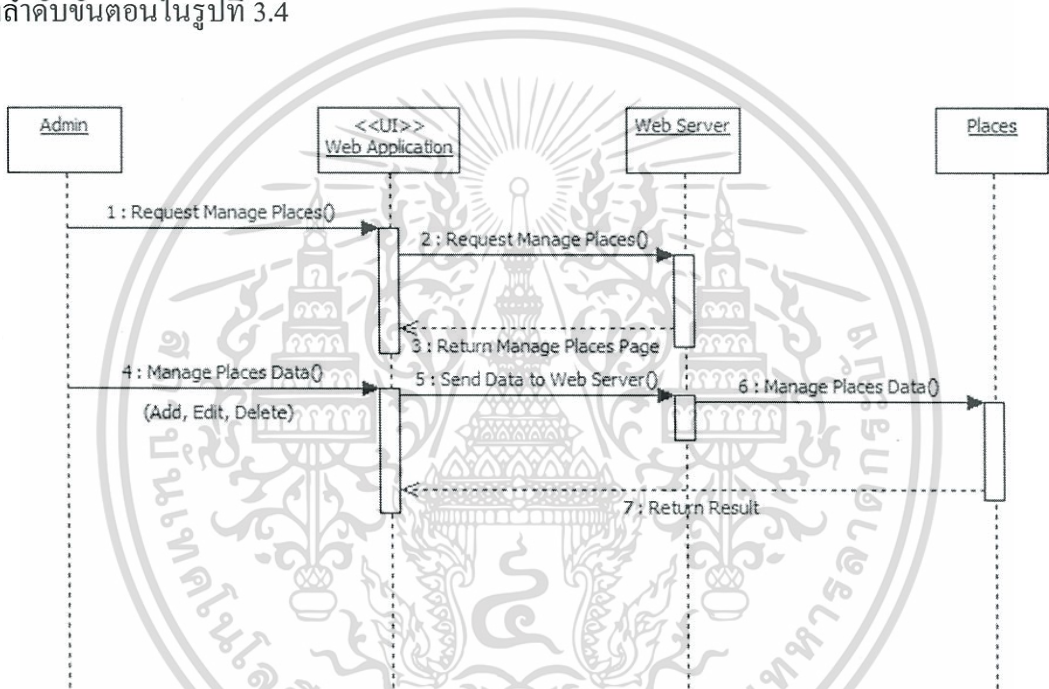 ลำดับขั้นตอนในรูปที่ 3.4
Admin
<<UI>>
Web Application
Web Server
Places
1 : Request Manage Places()
2 : Request Manage Places()
3 : Return Manage Places Page
4 : Manage Places Data()
(Add, Edit, Delete)
5 : Send Data to Web Server()
6 : Manage Places Data()
7 : Return Result